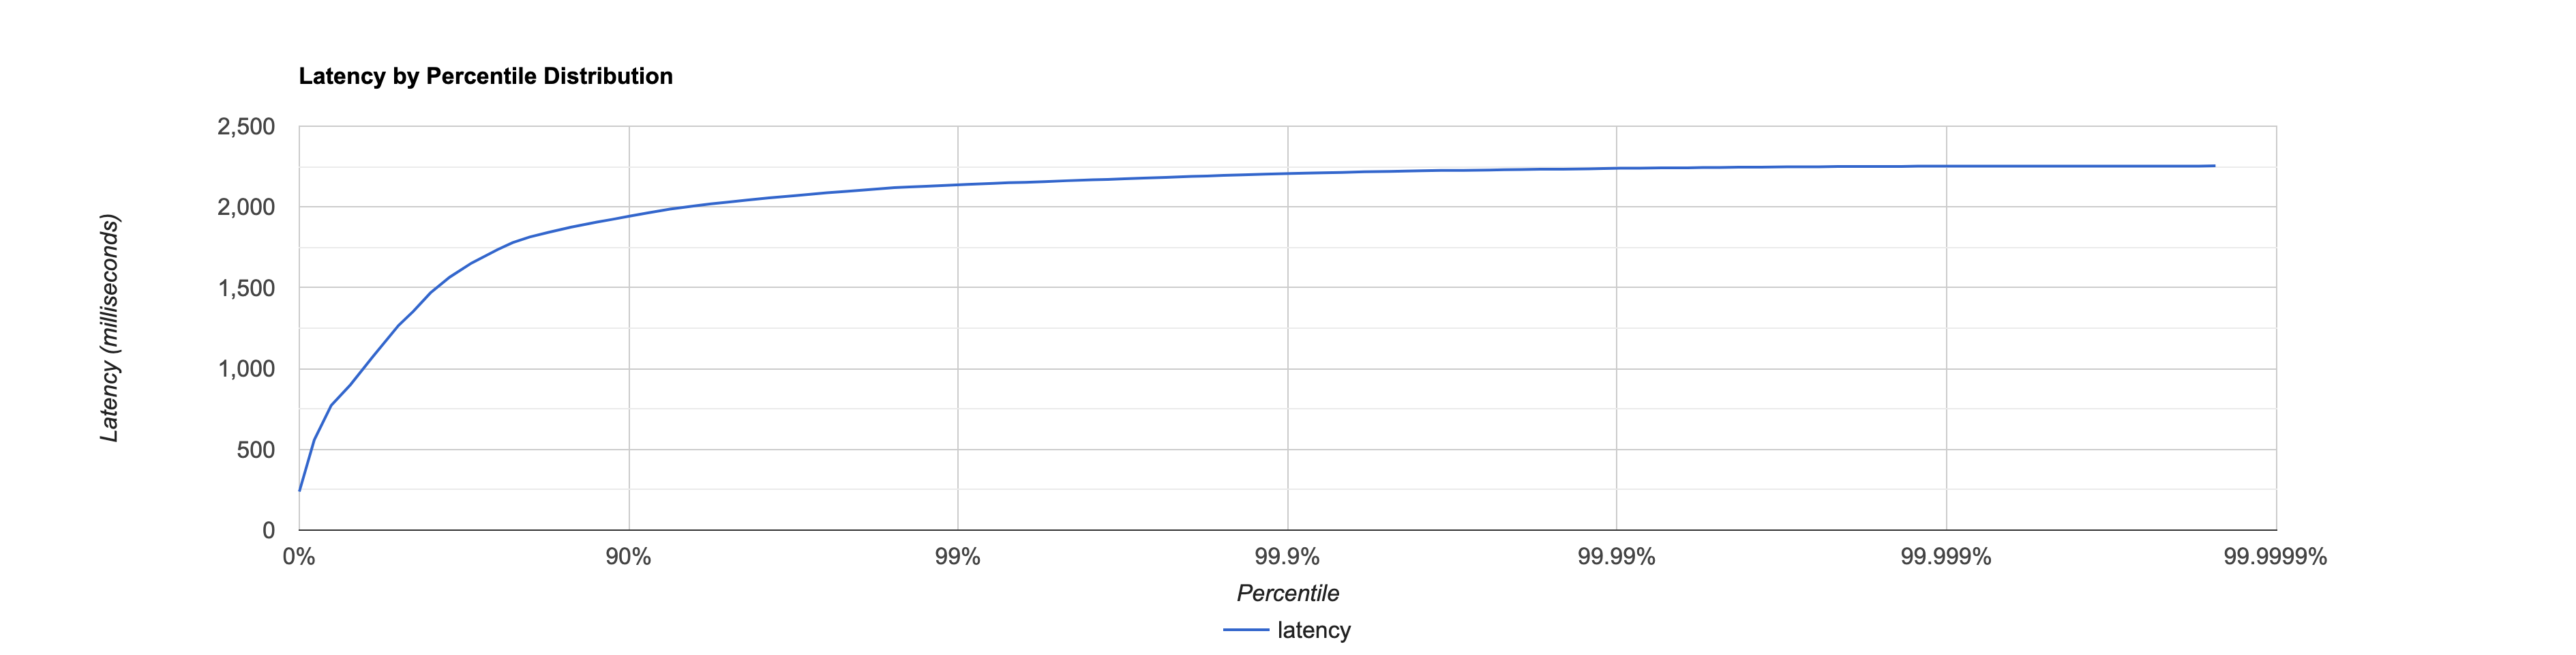 Latency by Percentile Distribution
Latency (milliseconds)
2,500
2,000
1,500
1,000
500
0
0% 90% 99% 99.9% 99.99% 99.999% 99.9999%
Percentile
latency